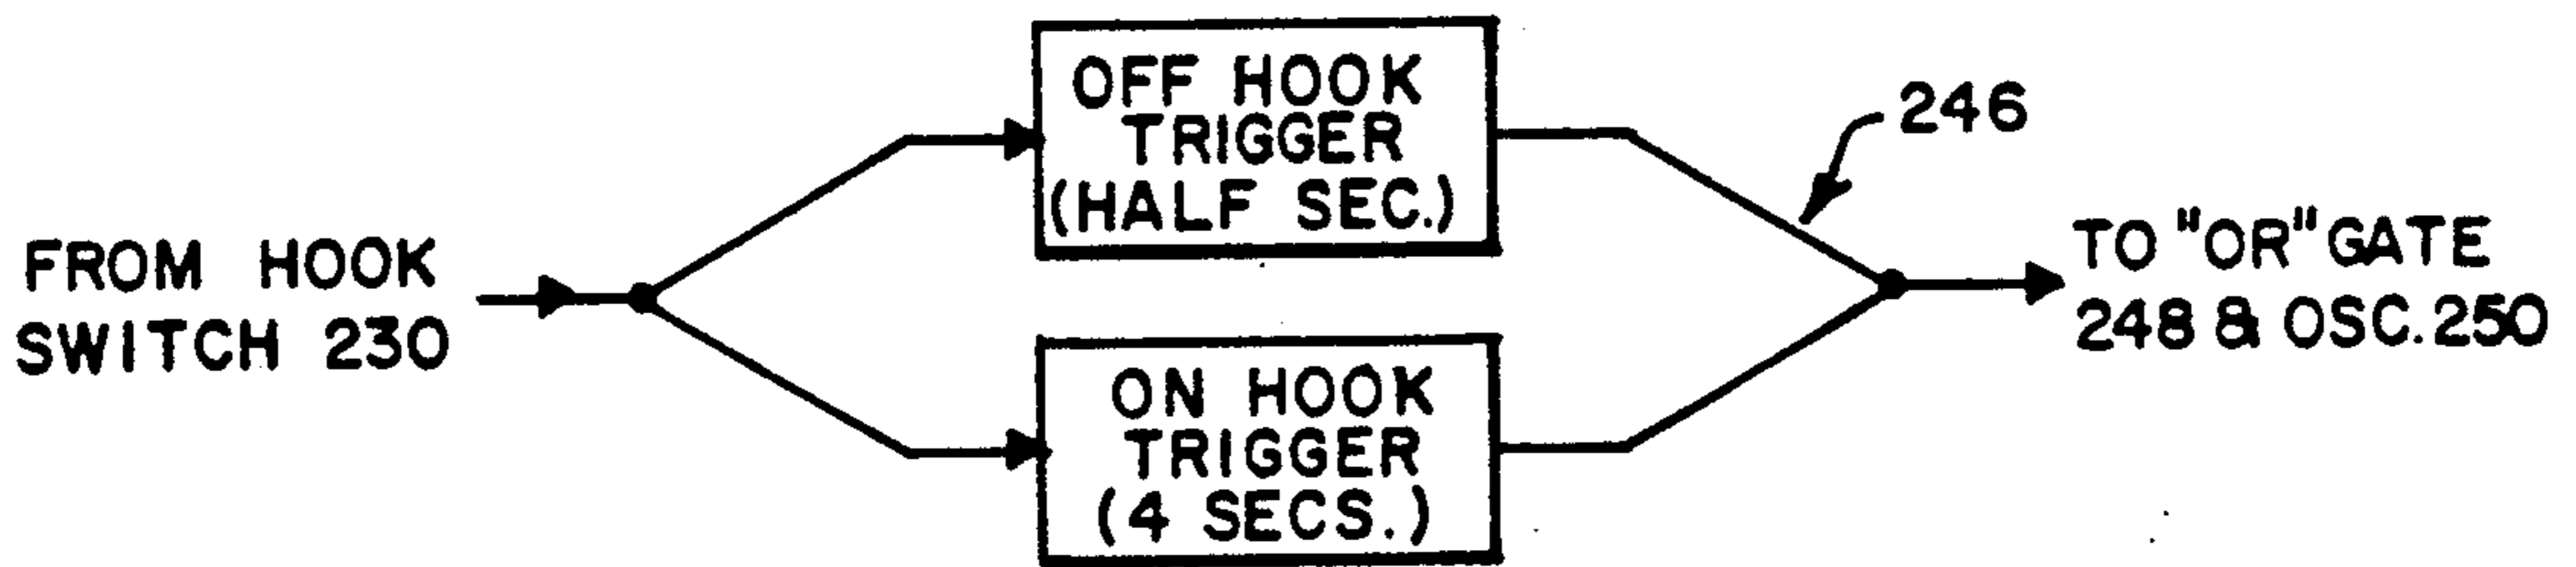 FROM HOOK
SWITCH 230
OFF HOOK
TRIGGER
(HALF SEC.)
ON HOOK
TRIGGER
(4 SECS.)
246
TO "OR" GATE
248 & OSC. 250